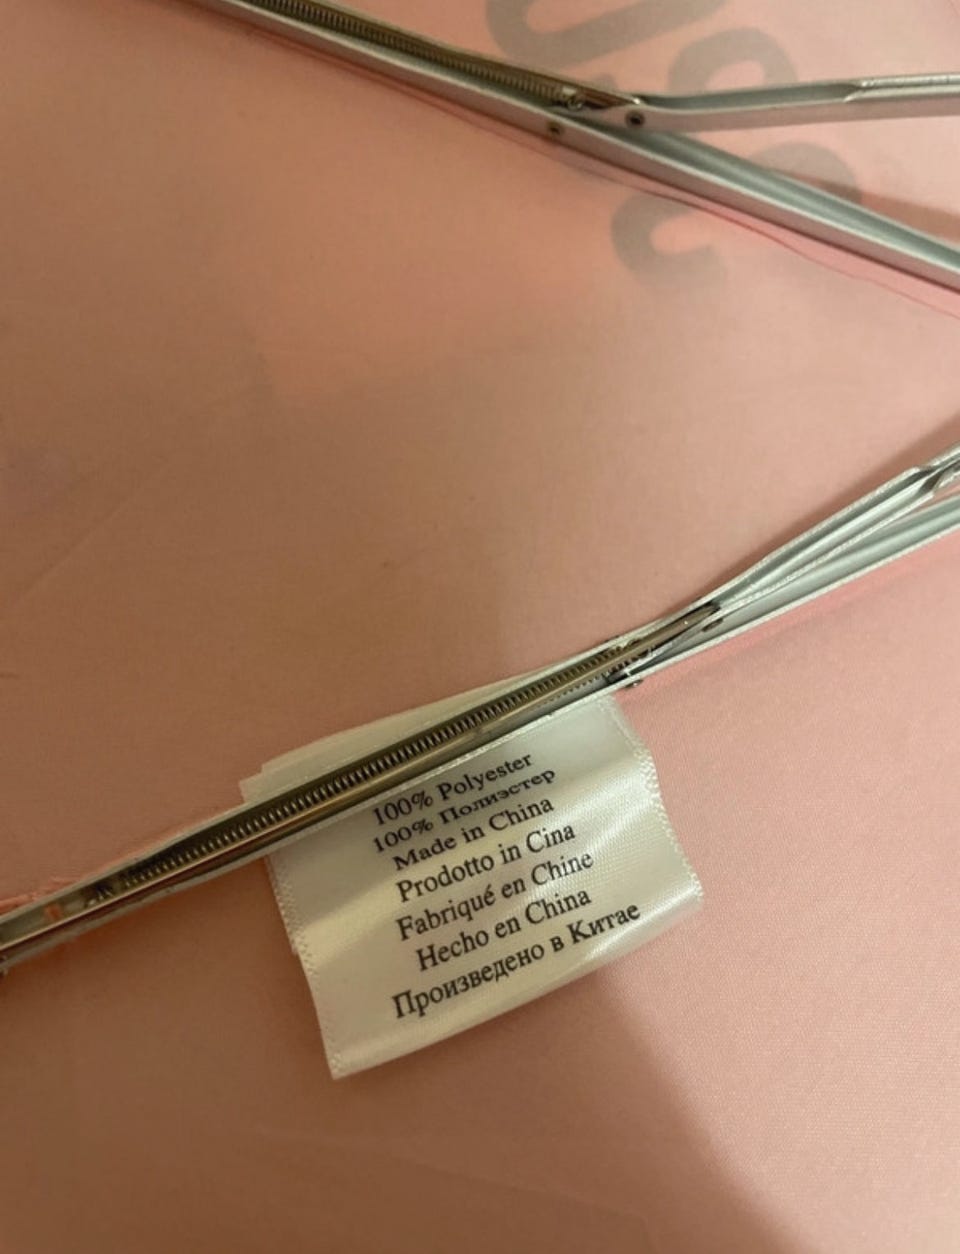 100% Polyester
100% Полиэстер
Made in China
Prodotto in Cina
Fabriqué en Chine
Hecho en China
Произведено в Китае